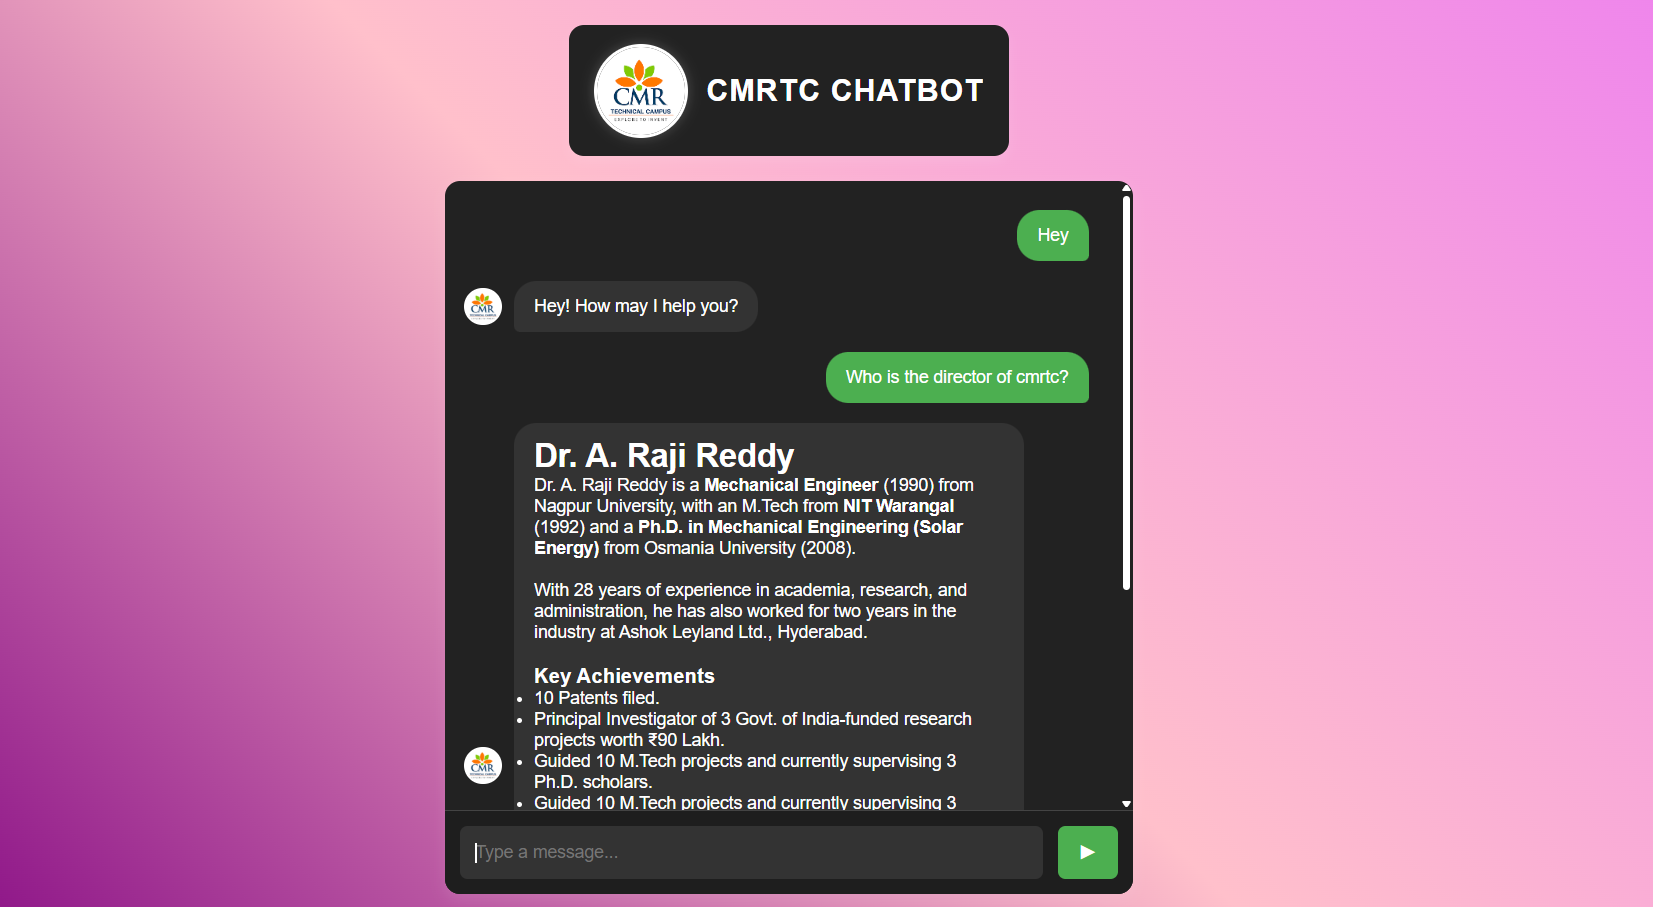 CMR
TECHNICAL CAMPUS
EXPLORE TO INVENT
CMRTC CHATBOT
Hey
CMR
Hey! How may I help you?
Who is the director of cmrtc?
Dr. A. Raji Reddy
Dr. A. Raji Reddy is a Mechanical Engineer (1990) from
Nagpur University, with an M.Tech from NIT Warangal
(1992) and a Ph.D. in Mechanical Engineering (Solar
Energy) from Osmania University (2008).
With 28 years of experience in academia, research, and
administration, he has also worked for two years in the
industry at Ashok Leyland Ltd., Hyderabad.
Key Achievements
• 10 Patents filed.
• Principal Investigator of 3 Govt. of India-funded research
projects worth ₹90 Lakh.
CMR
• Guided 10 M.Tech projects and currently supervising 3
Ph.D. scholars.
• Guided 10 M.Tech projects and currently supervising 3
Type a message...